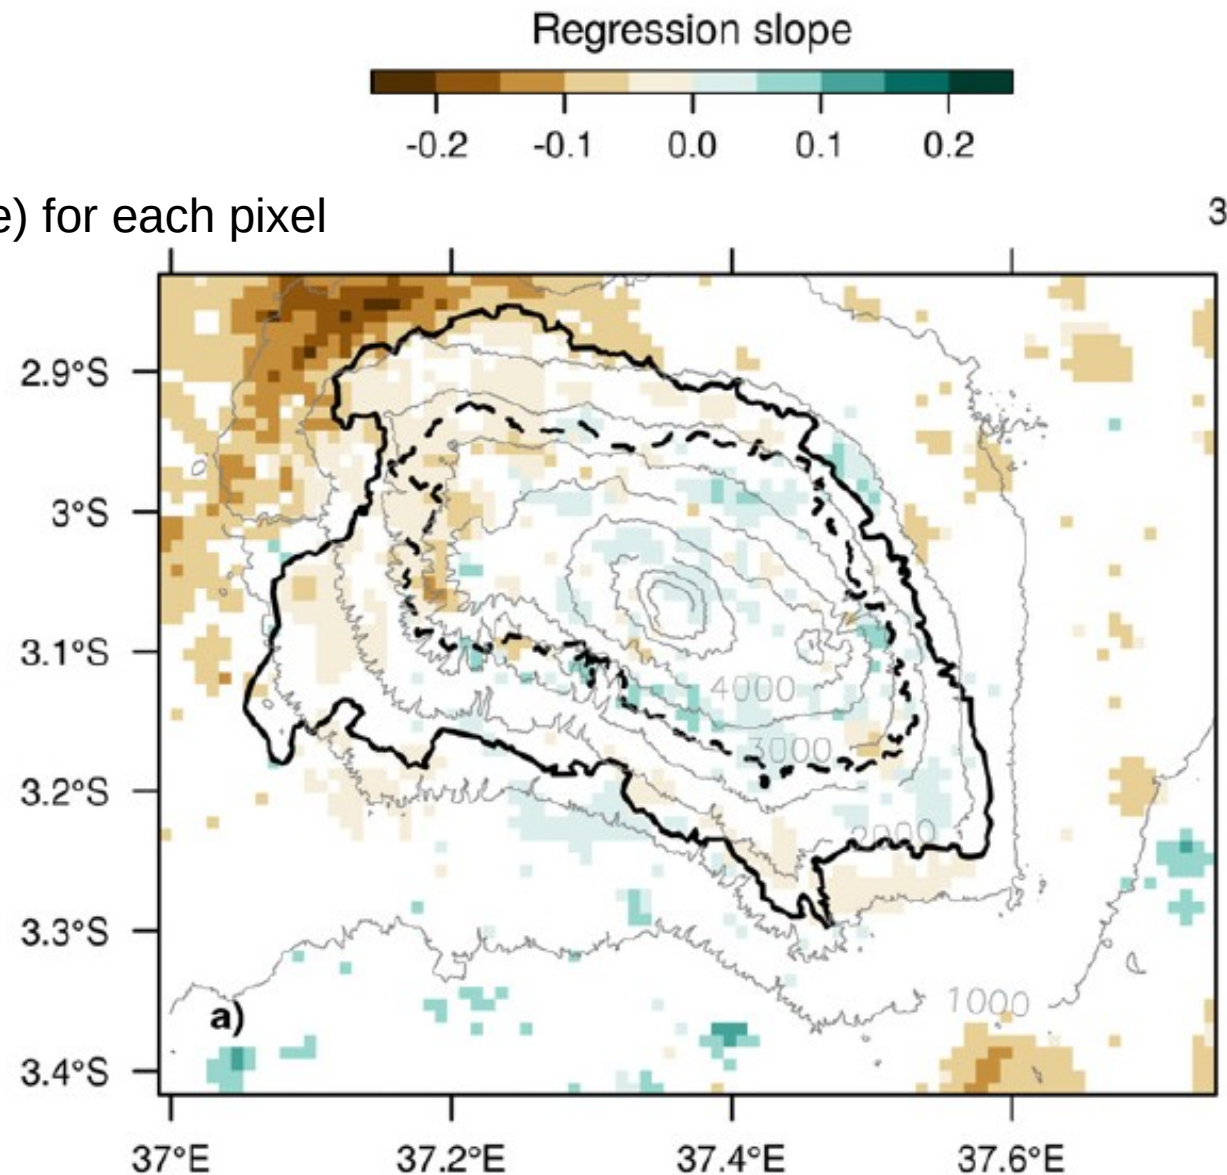 Regression slope
-0.2 -0.1 0.0 0.1 0.2
e) for each pixel
3
2.9°S
3°S
3.1°S
4000
3000
3.2°S
2000
3.3°S
1000
a)
3.4°S
37°E 37.2°E 37.4°E 37.6°E